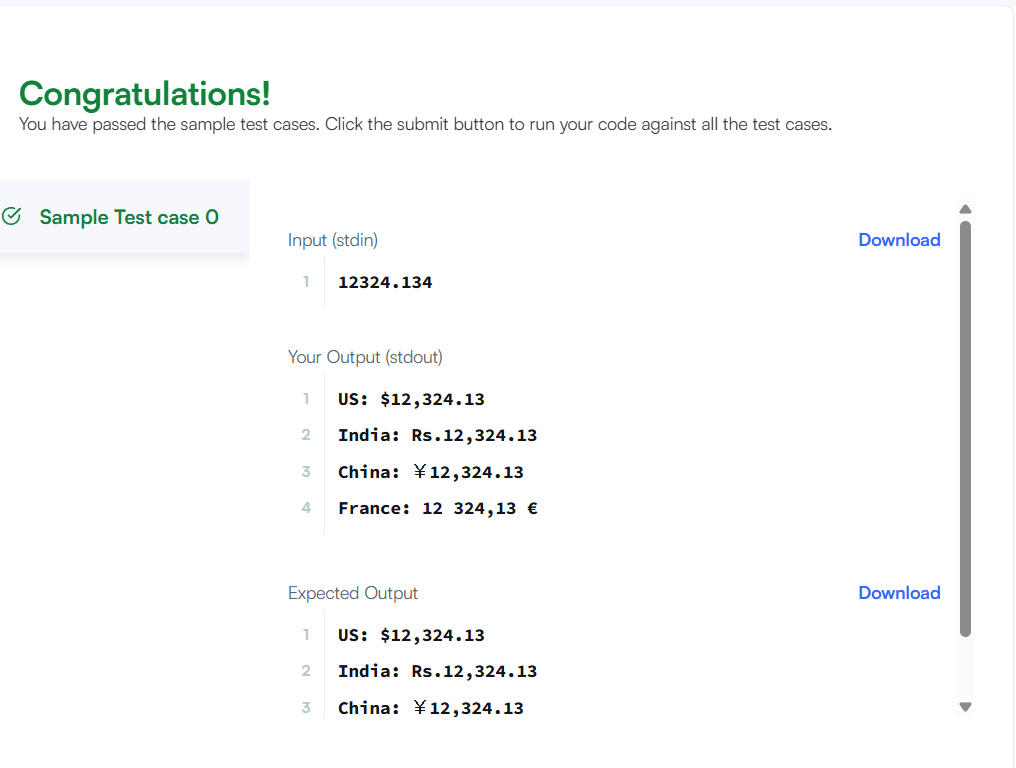 Congratulations!
You have passed the sample test cases. Click the submit button to run your code against all the test cases.
Sample Test case 0
Input (stdin)
Download
1 12324.134
Your Output (stdout)
1 US: $12,324.13
2 India: Rs.12,324.13
3 China: ¥12,324.13
4 France: 12 324,13 €
Expected Output
Download
1 US: $12,324.13
2 India: Rs.12,324.13
3 China: ¥12,324.13